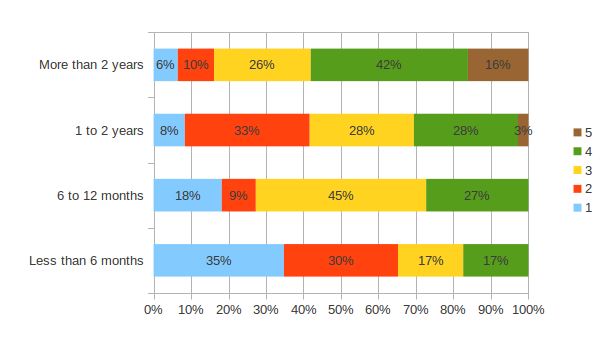 More than 2 years 6% 10% 26% 42% 16%
1 to 2 years 8% 33% 28% 28% 3%
6 to 12 months 18% 9% 45% 27%
Less than 6 months 35% 30% 17% 17%
0% 10% 20% 30% 40% 50% 60% 70% 80% 90% 100%
5
4
3
2
1